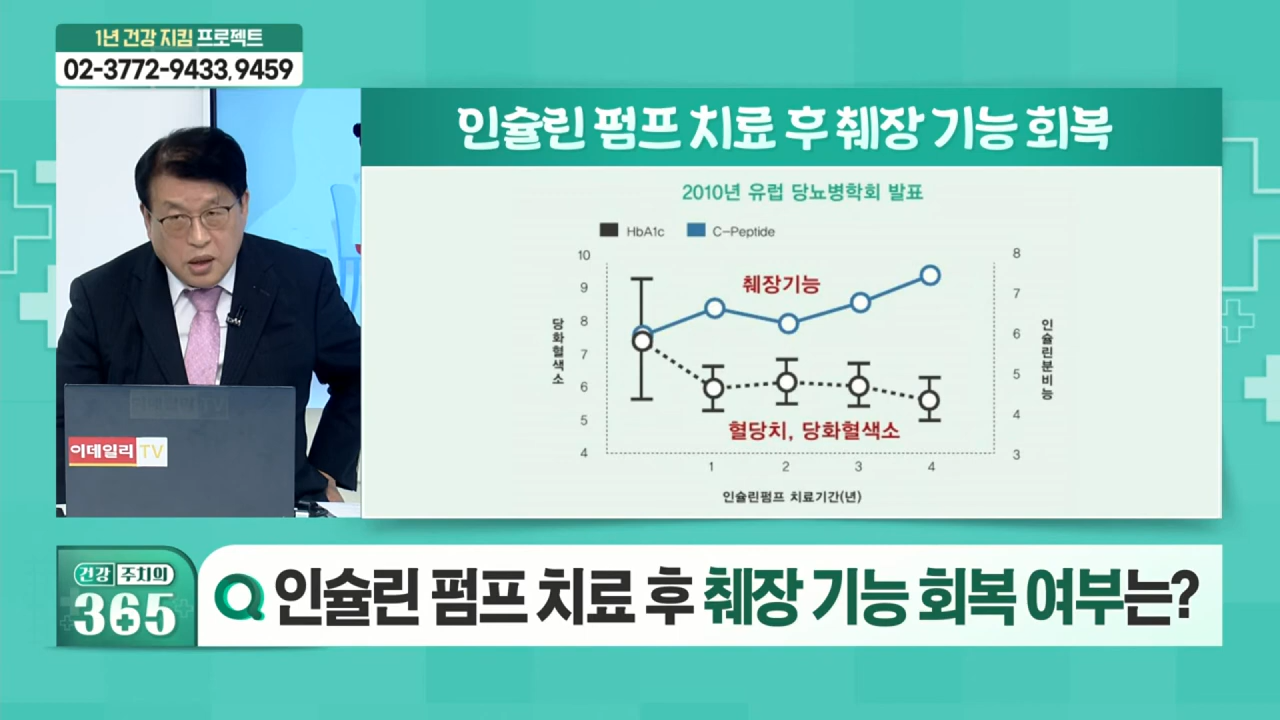 1년 건강 지킴 프로젝트
02-3772-9433, 9459
인슐린 펌프 치료 후 췌장 기능 회복
2010년 유럽 당뇨병학회 발표
HbA1c C-Peptide
췌장기능
혈당치, 당화혈색소
당화혈색소
인슐린분비능
10
9
8
7
6
5
4
8
7
6
5
4
3
1 2 3 4
인슐린펌프 치료기간(년)
이데일리 TV
건강 주치의
365
Q 인슐린 펌프 치료 후 췌장 기능 회복 여부는?